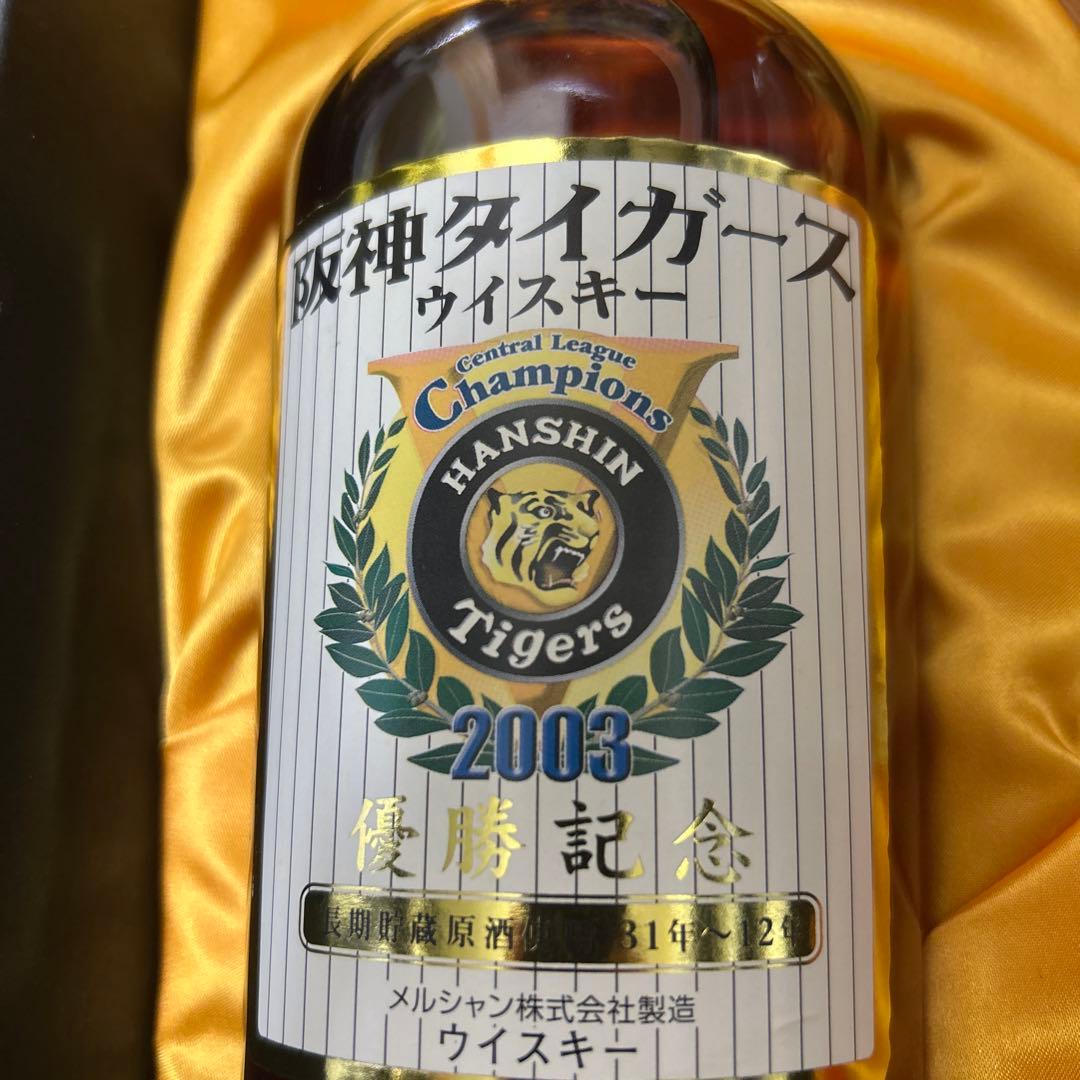 阪神タイガース
ウイスキー
Central League
Champions
HANSHIN
Tigers
2003
優勝記念
長期貯蔵原酒使用 31年～12年
メルシャン株式会社製造
ウイスキー